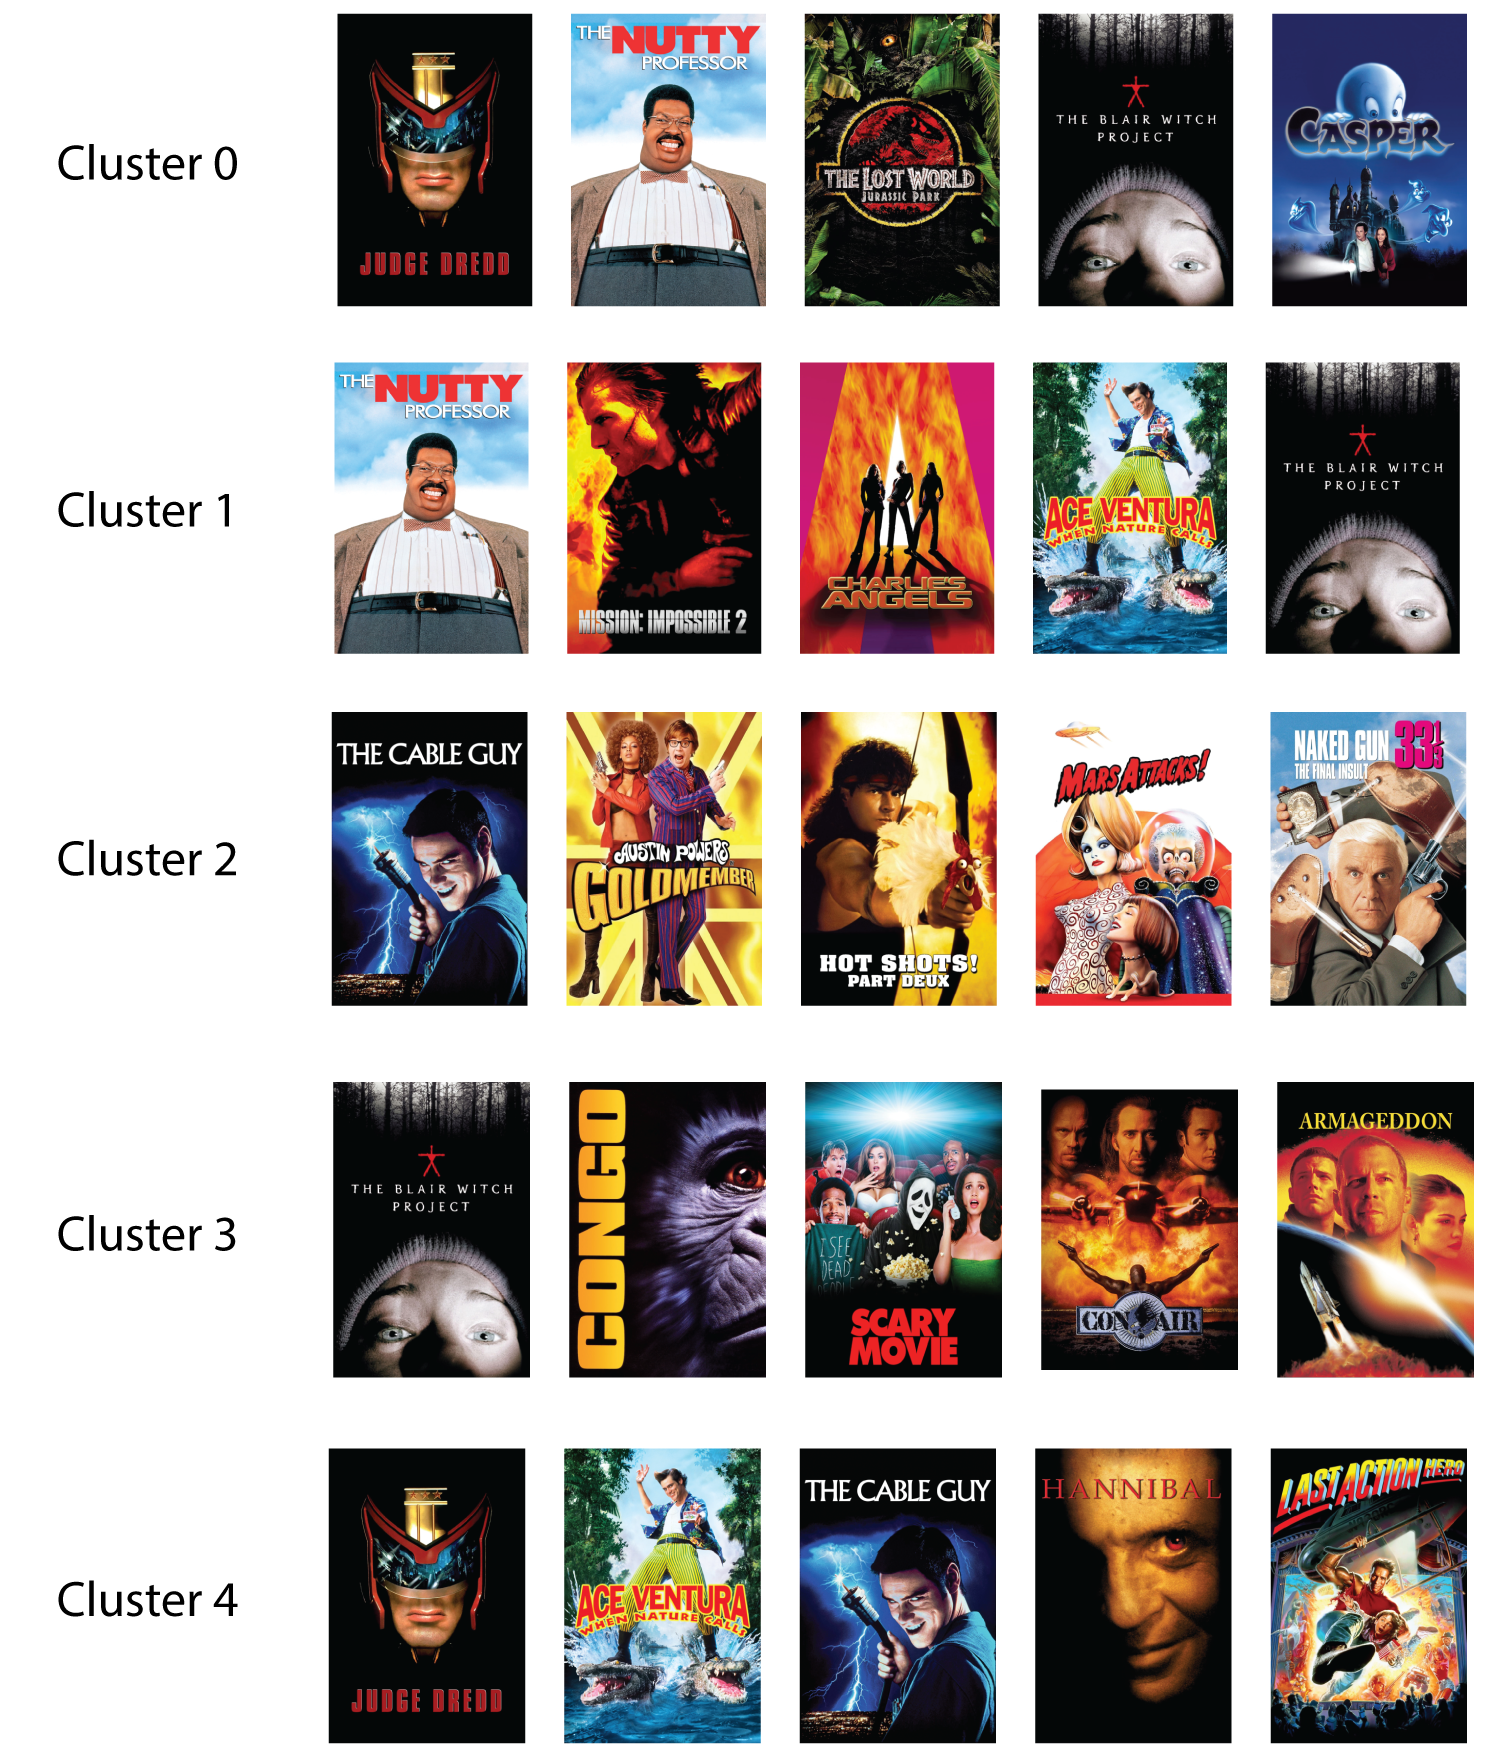 Cluster 0
JUDGE DREDD
THE NUTTY
PROFESSOR
THE LOST WORLD
JURASSIC PARK
THE BLAIR WITCH
PROJECT
CASPER
Cluster 1
THE NUTTY
PROFESSOR
MISSION: IMPOSSIBLE 2
CHARLIE'S
ANGELS
ACE VENTURA
WHEN NATURE CALLS
THE BLAIR WITCH
PROJECT
Cluster 2
THE CABLE GUY
AUSTIN POWERS
GOLDMEMBER
HOT SHOTS!
PART DEUX
MARS ATTACKS!
NAKED GUN 33 1/3
THE FINAL INSULT
Cluster 3
THE BLAIR WITCH
PROJECT
CONGO
I SEE
DEAD
PEOPLE
SCARY
MOVIE
CON AIR
ARMAGEDDON
Cluster 4
JUDGE DREDD
ACE VENTURA
WHEN NATURE CALLS
THE CABLE GUY
HANNIBAL
LAST ACTION HERO